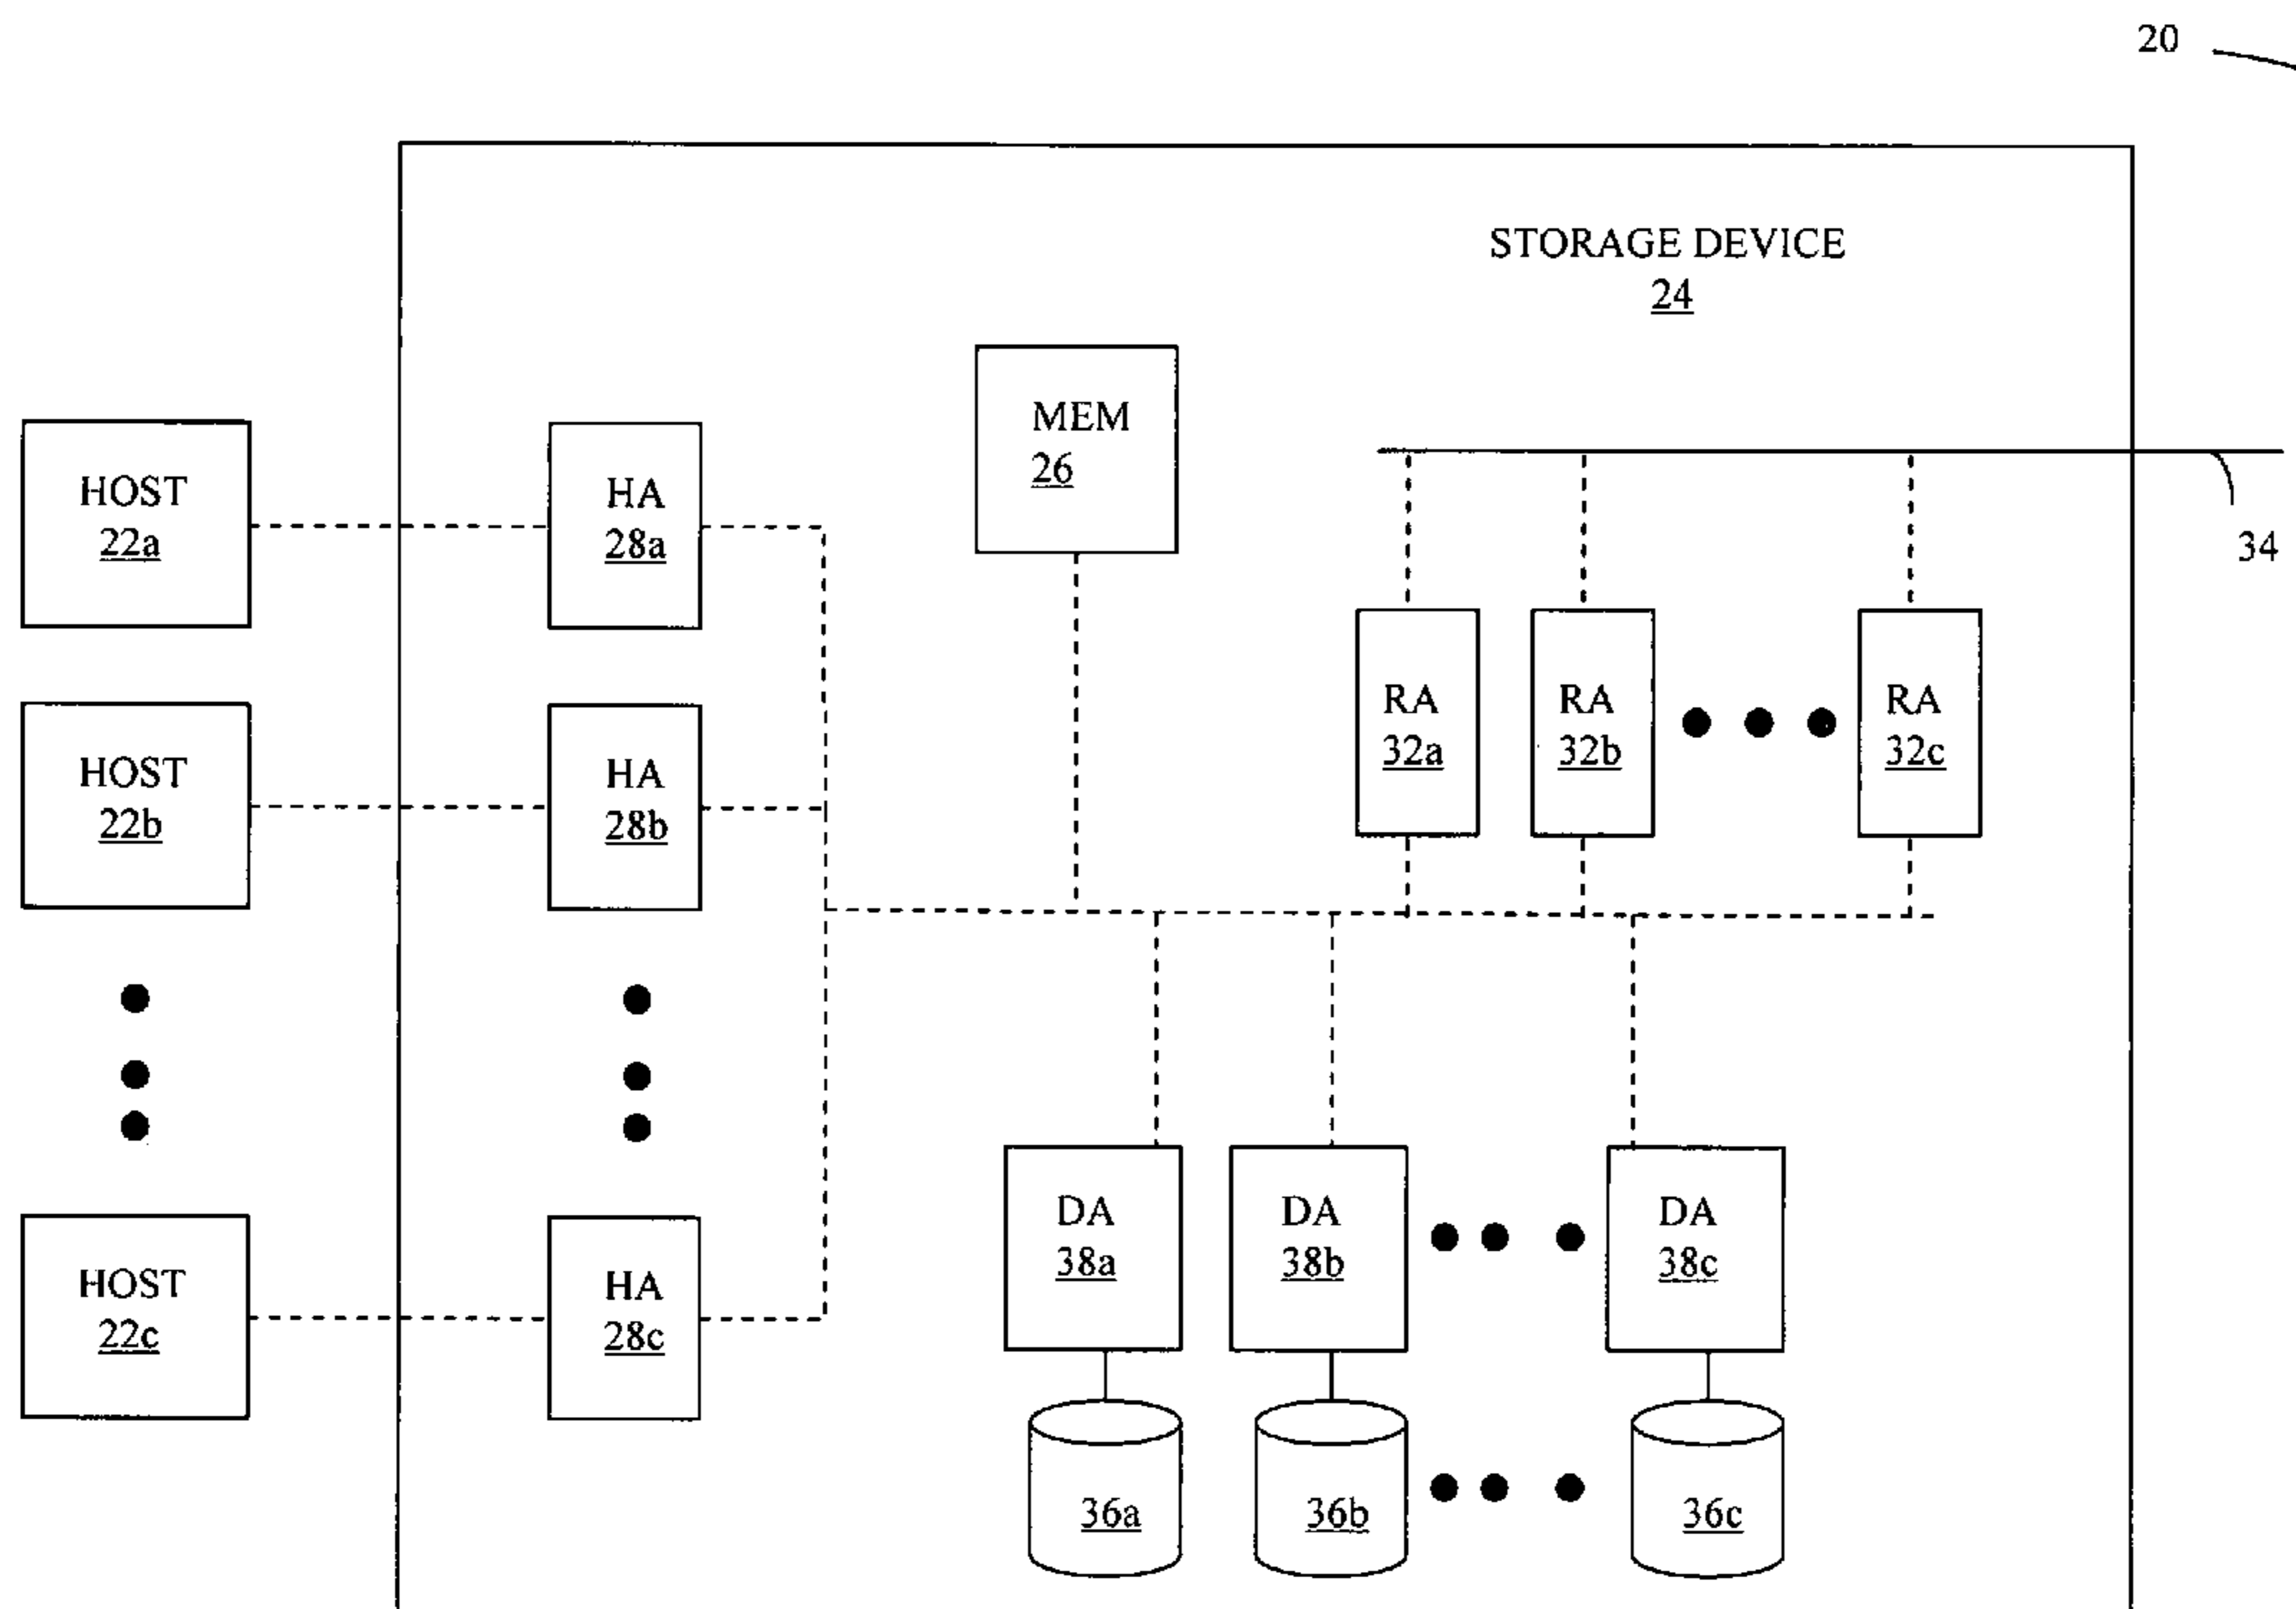 20
STORAGE DEVICE
24
MEM
26
HOST
22a
HA
28a
34
RA
32a
RA
32b
RA
32c
HOST
22b
HA
28b
DA
38a
DA
38b
DA
38c
HOST
22c
HA
28c
36a
36b
36c